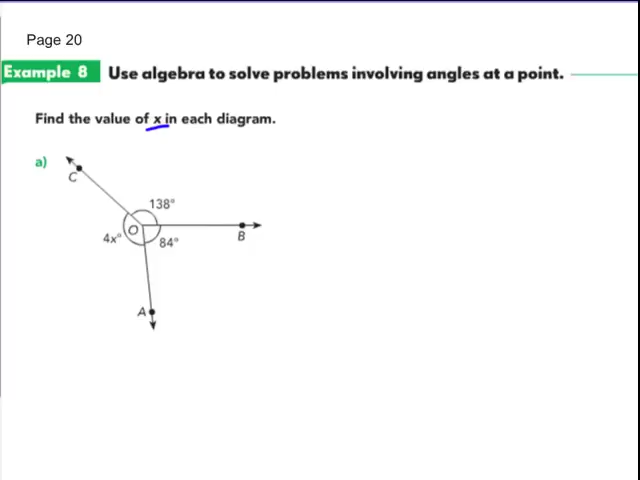 Page 20
Example 8 Use algebra to solve problems involving angles at a point.
Find the value of x in each diagram.
a)
C
138°
O
4x°
84°
B
A